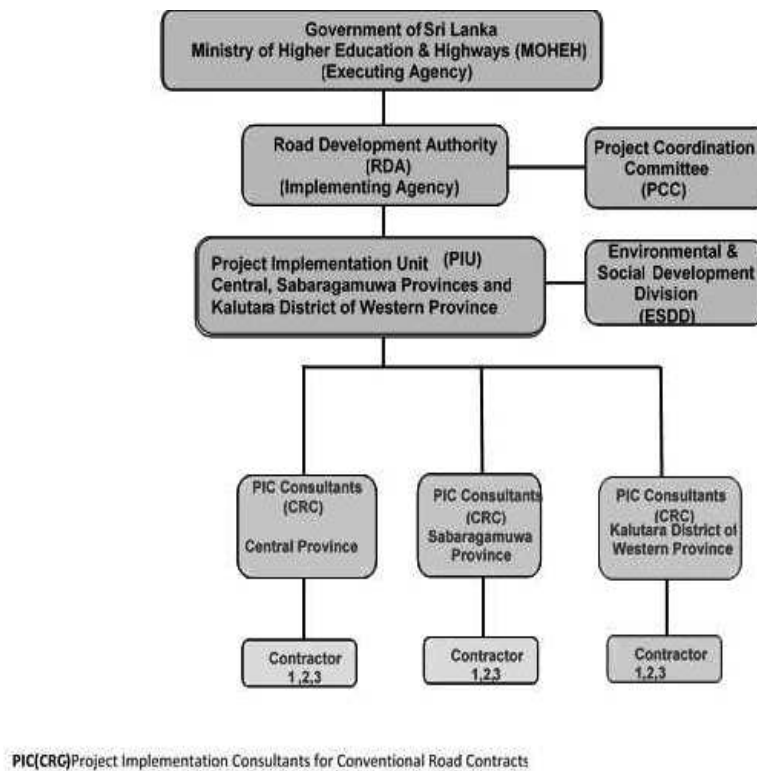 Government of Sri Lanka
Ministry of Higher Education & Highways (MOHEH)
(Executing Agency)
Road Development Authority
(RDA)
(Implementing Agency)
Project Coordination
Committee
(PCC)
Project Implementation Unit (PIU)
Central, Sabaragamuwa Provinces and
Kalutara District of Western Province
Environmental &
Social Development
Division
(ESDD)
PIC Consultants
(CRC)
Central Province
PIC Consultants
(CRC)
Sabaragamuwa
Province
PIC Consultants
(CRC)
Kalutara District of
Western Province
Contractor
1,2,3
Contractor
1,2,3
Contractor
1,2,3
PIC(CRC)Project Implementation Consultants for Conventional Road Contracts